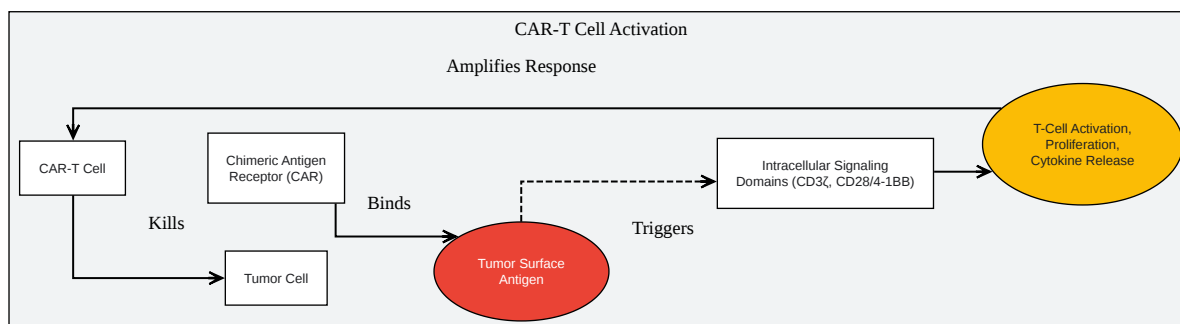 CAR-T Cell Activation
Amplifies Response
T-Cell Activation,
Proliferation,
Cytokine Release
CAR-T Cell
Chimeric Antigen
Receptor (CAR)
Intracellular Signaling
Domains (CD3ζ, CD28/4-1BB)
Binds
Kills
Triggers
Tumor Surface
Antigen
Tumor Cell